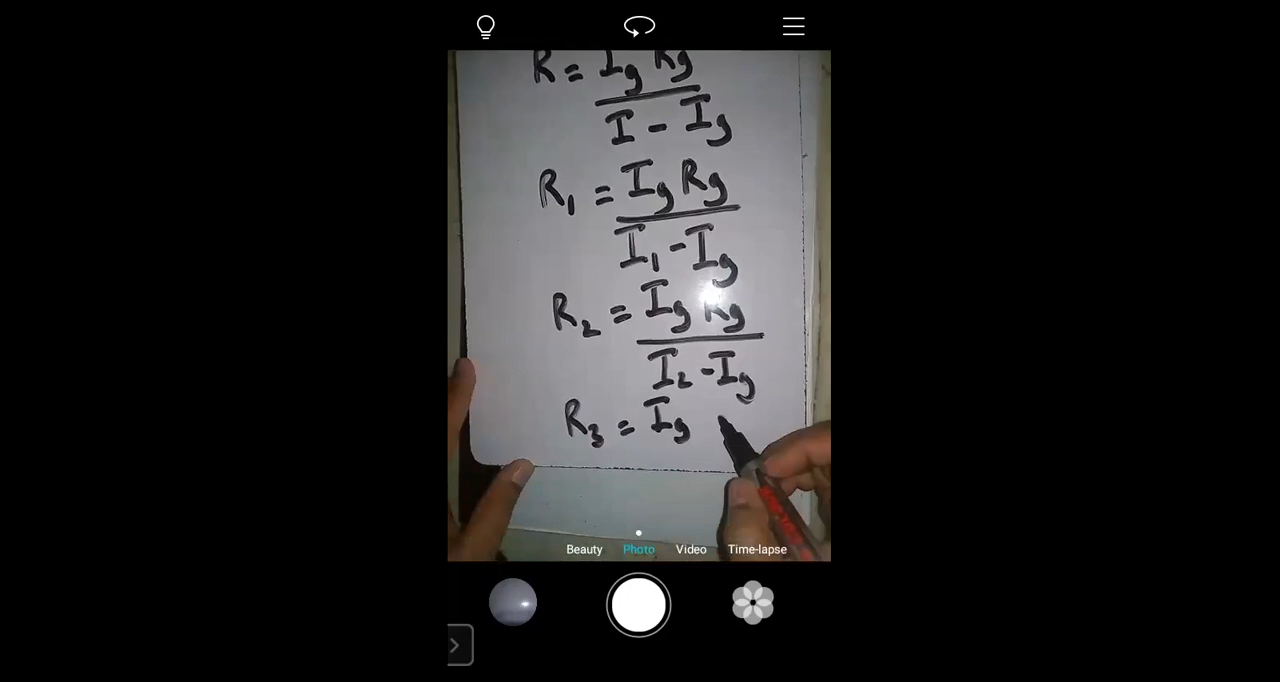 R = Ig Rg
I - Ig
R1 = Ig Rg
I1 - Ig
R2 = Ig Rg
I2 - Ig
R3 = Ig
Beauty Photo Video Time-lapse